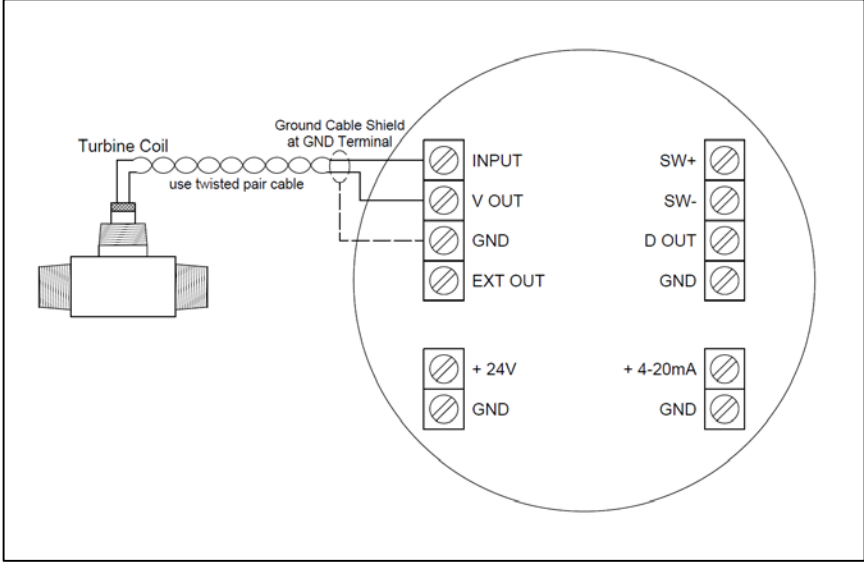 Ground Cable Shield
at GND Terminal
Turbine Coil
use twisted pair cable
INPUT
V OUT
GND
EXT OUT
SW+
SW-
D OUT
GND
+ 24V
GND
+ 4-20mA
GND